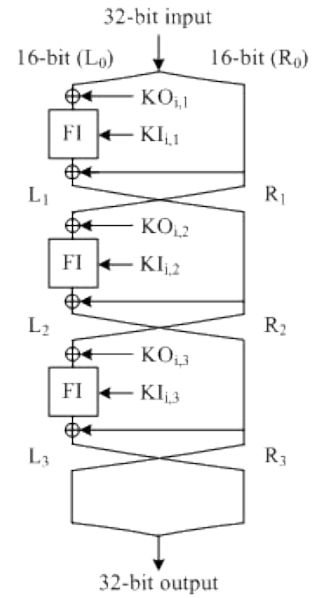 32-bit input
16-bit (L₀) 16-bit (R₀)
KOᵢ,₁
FI KIᵢ,₁
L₁ R₁
KOᵢ,₂
FI KIᵢ,₂
L₂ R₂
KOᵢ,₃
FI KIᵢ,₃
L₃ R₃
32-bit output